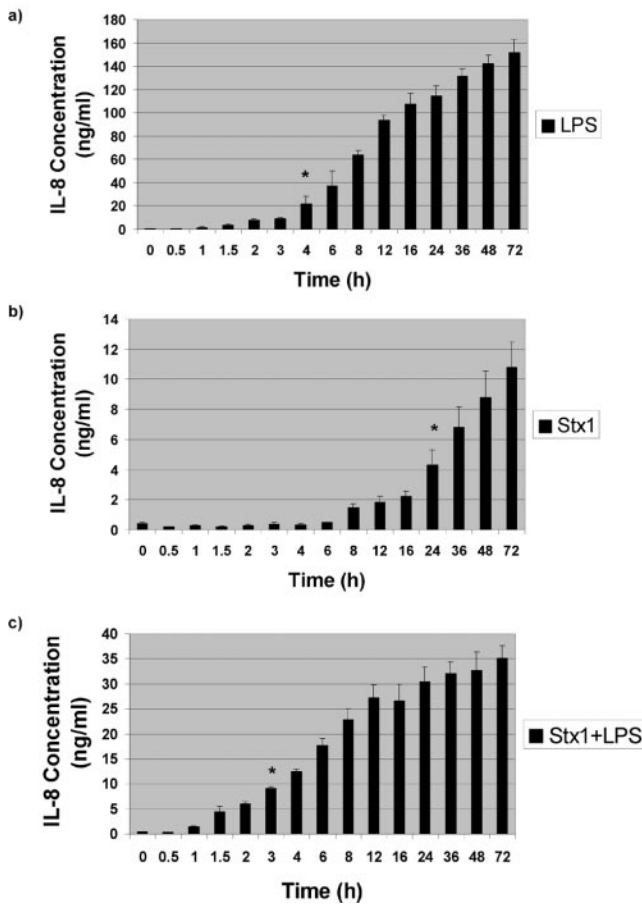 a)
IL-8 Concentration
(ng/ml)
180
160
140
120
100
80
60
40
20
0
*
0 0.5 1 1.5 2 3 4 6 8 12 16 24 36 48 72
Time (h)
LPS
b)
IL-8 Concentration
(ng/ml)
14
12
10
8
6
4
2
0
*
0 0.5 1 1.5 2 3 4 6 8 12 16 24 36 48 72
Time (h)
Stx1
c)
IL-8 Concentration
(ng/ml)
40
35
30
25
20
15
10
5
0
*
0 0.5 1 1.5 2 3 4 6 8 12 16 24 36 48 72
Time (h)
Stx1+LPS